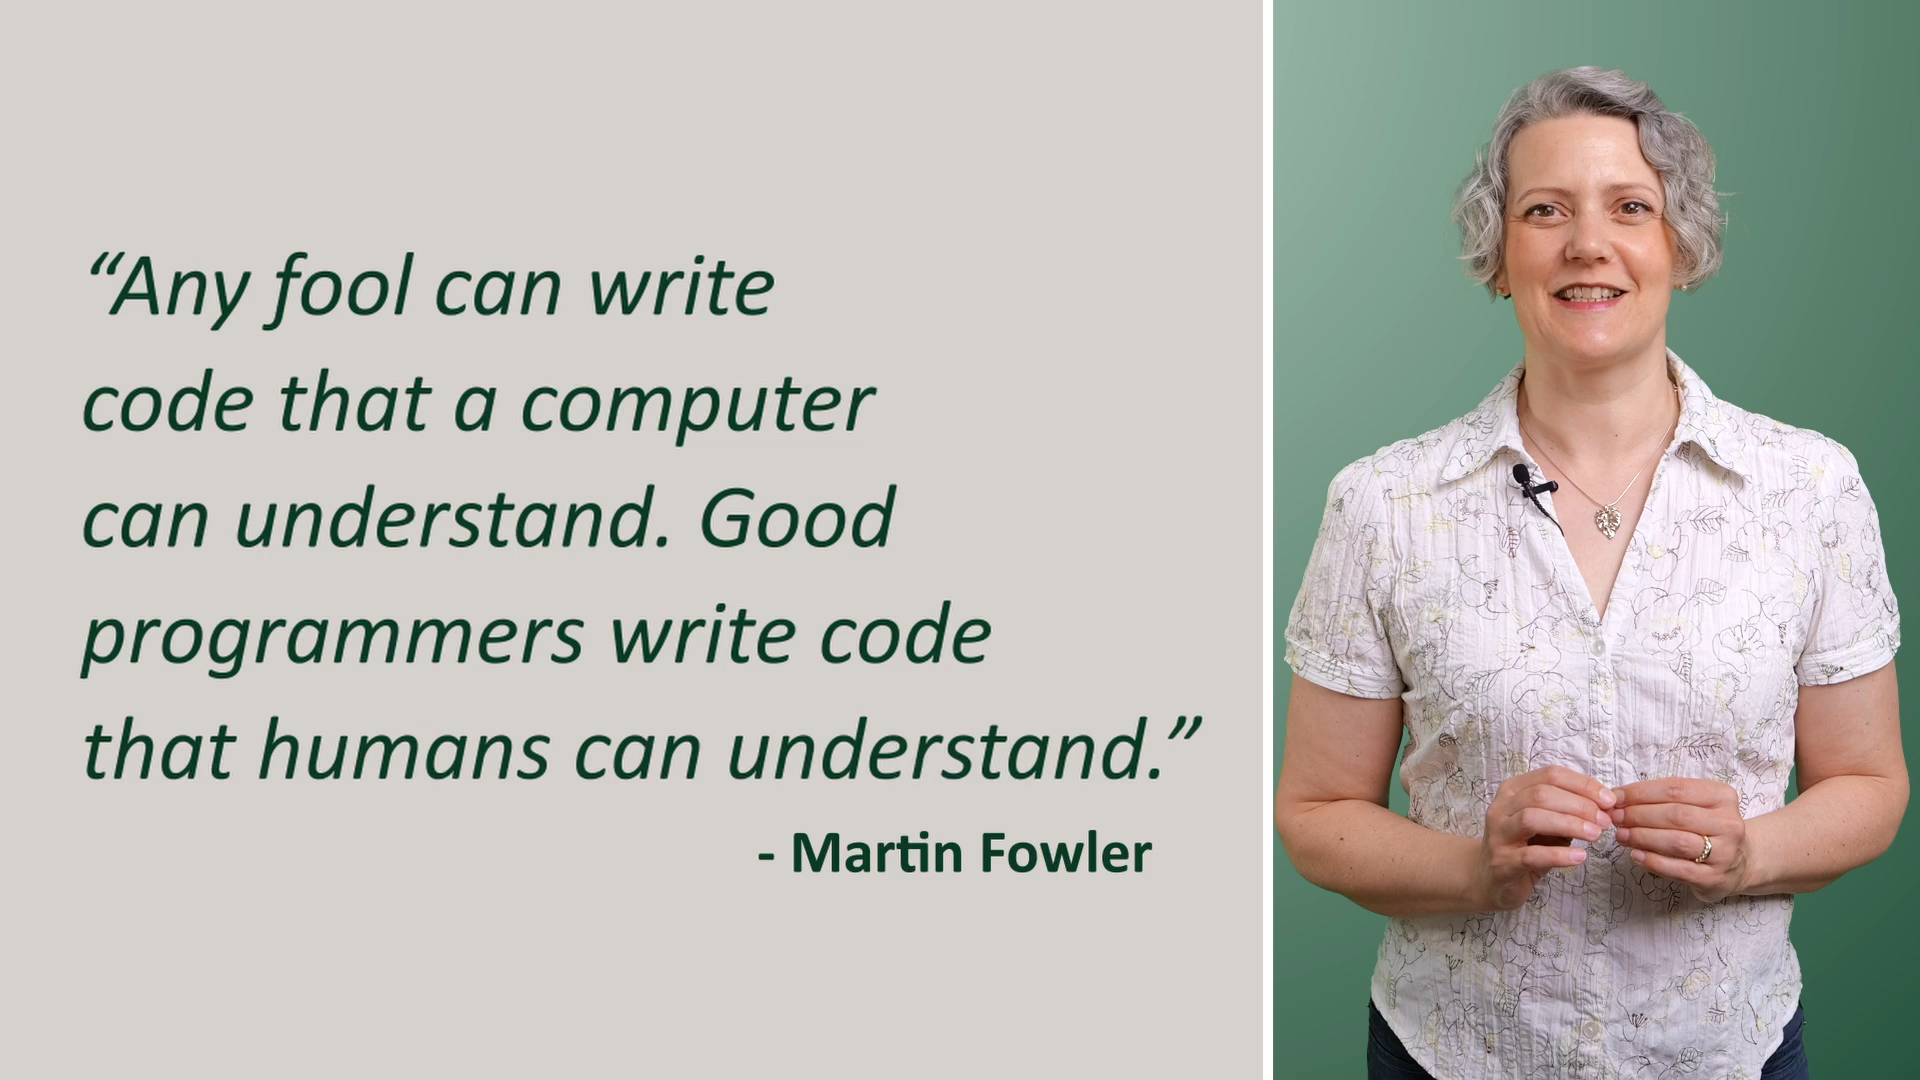 “Any fool can write
code that a computer
can understand. Good
programmers write code
that humans can understand.”
- Martin Fowler